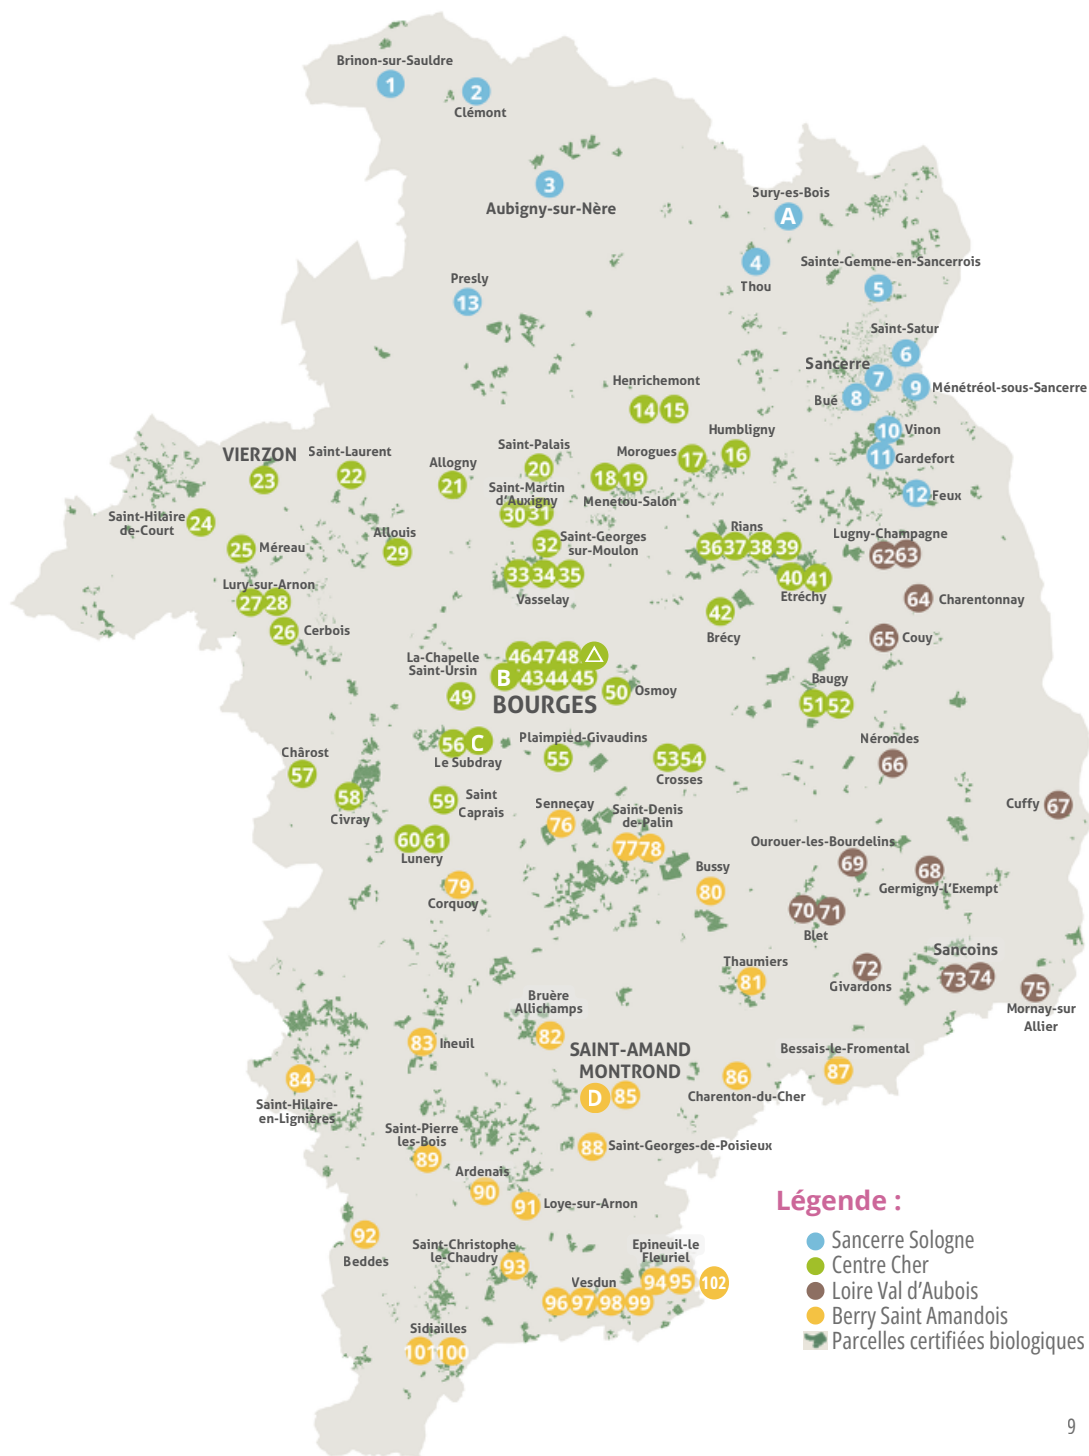 Brinon-sur-Sauldre
1
2
Clémont
3
Aubigny-sur-Nère
Sury-es-Bois
A
4
Thou
Sainte-Gemme-en-Sancerrois
5
Presly
13
Saint-Satur
6
Sancerre
7
Bué
8
9
Ménétréol-sous-Sancerre
10
Vinon
11
Gardefort
12
Feux
Henrichemont
14 15
Humbligny
16
Morogues
17
18 19
Menetou-Salon
Saint-Palais
20
Allogny
21
Saint-Laurent
22
VIERZON
23
Saint-Hilaire
de-Court
24
25
Méreau
Lury-sur-Arnon
27 28
26
Cerbois
Allouis
29
Saint-Martin
d'Auxigny
30 31
32
Saint-Georges
sur-Moulon
33 34 35
Vasselay
Rians
36 37 38 39
40 41
Etréchy
42
Brécy
Lugny-Champagne
62 63
64
Charentonnay
65
Couy
La-Chapelle
Saint-Ursin
49
46 47 48
B 43 44 45
BOURGES
50
Osmoy
Baugy
51 52
56 C
Le Subdray
Plaimpied-Givaudins
55
53 54
Crosses
Nérondes
66
Chârost
57
58
Civray
59
Saint
Caprais
60 61
Lunery
Senneçay
76
Saint-Denis
de-Palin
77 78
Cuffy
67
Ourouer-les-Bourdelins
69
68
Germigny-l'Exempt
79
Corquoy
Bussy
80
70 71
Blet
Thaumiers
81
72
Givardons
Sancoins
73 74
75
Mornay-sur
Allier
Bruère
Allichamps
82
83
Ineuil
SAINT-AMAND
MONTROND
D 85
84
Saint-Hilaire-
en-Lignières
86
Charenton-du-Cher
Bessais-le-Fromental
87
Saint-Pierre
les-Bois
89
88
Saint-Georges-de-Poisieux
Ardenais
90
91
Loye-sur-Arnon
92
Beddes
Saint-Christophe
le-Chaudry
93
Epineuil-le
Fleuriel
94 95 102
Vesdun
96 97 98 99
Sidiailles
101 100
Légende :
Sancerre Sologne
Centre Cher
Loire Val d'Aubois
Berry Saint Amandois
Parcelles certifiées biologiques
9